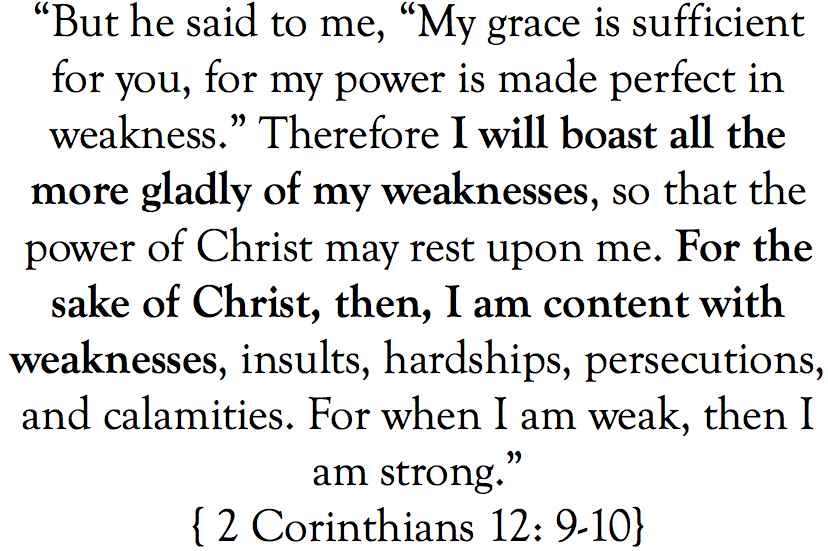 “But he said to me, “My grace is sufficient
for you, for my power is made perfect in
weakness.” Therefore I will boast all the
more gladly of my weaknesses, so that the
power of Christ may rest upon me. For the
sake of Christ, then, I am content with
weaknesses, insults, hardships, persecutions,
and calamities. For when I am weak, then I
am strong.”
{ 2 Corinthians 12: 9-10}